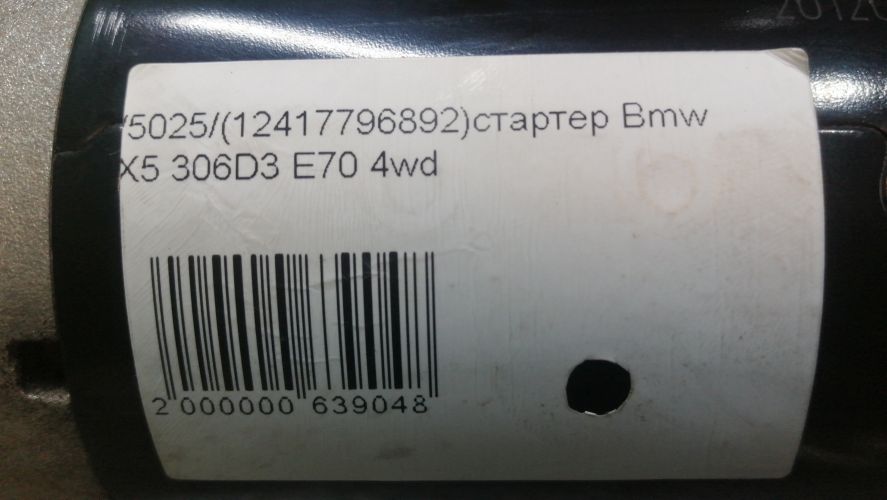 /5025/(12417796892)стартер Bmw
X5 306D3 E70 4wd
2 000000 639048